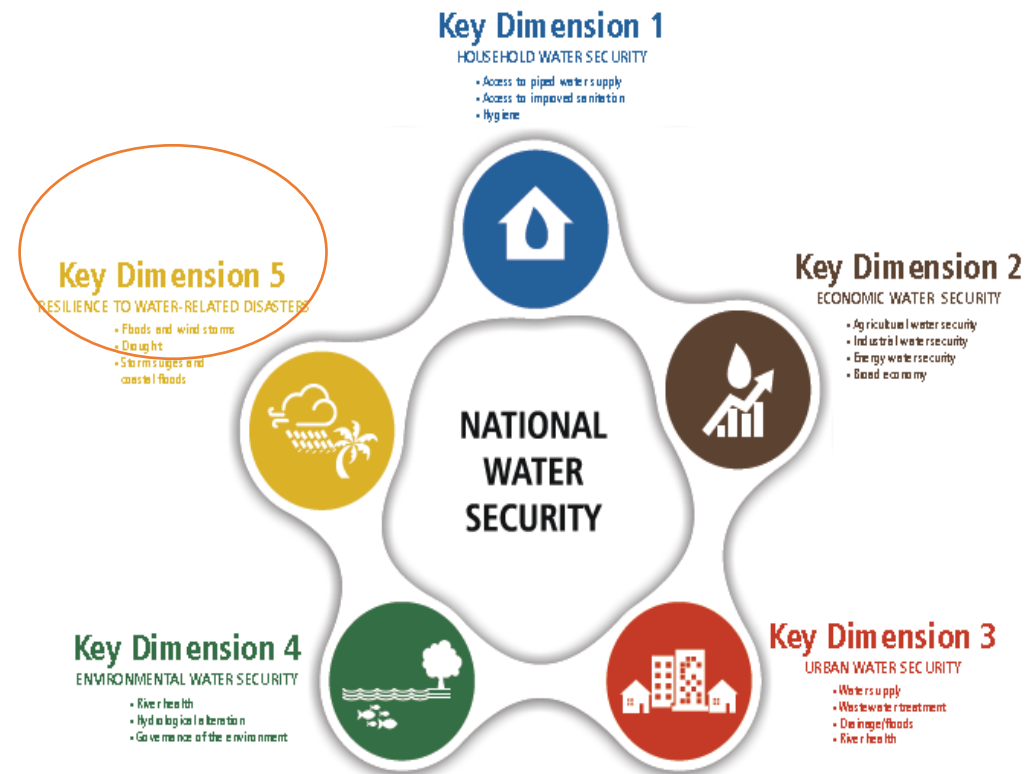 Key Dimension 1
HOUSEHOLD WATER SECURITY
• Access to piped water supply
• Access to improved sanitation
• Hygiene
Key Dimension 5
RESILIENCE TO WATER-RELATED DISASTERS
• Floods and wind storms
• Drought
• Storm surges and
coastal floods
Key Dimension 2
ECONOMIC WATER SECURITY
• Agricultural water security
• Industrial water security
• Energy water security
• Broad economy
NATIONAL
WATER
SECURITY
Key Dimension 4
ENVIRONMENTAL WATER SECURITY
• River health
• Hydrological alteration
• Governance of the environment
Key Dimension 3
URBAN WATER SECURITY
• Water supply
• Wastewater treatment
• Drainage/floods
• River health